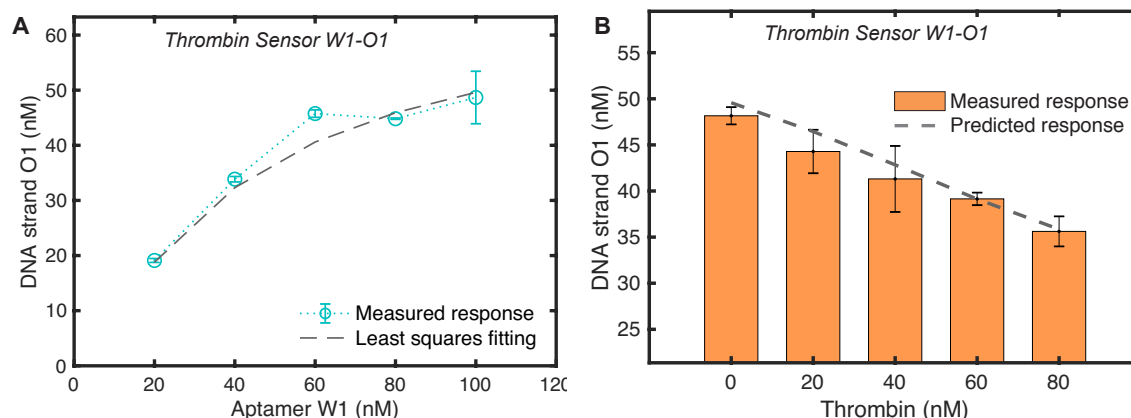 A
Thrombin Sensor W1-O1
60
50
40
30
20
10
0
0 20 40 60 80 100 120
DNA strand O1 (nM)
Aptamer W1 (nM)
Measured response
Least squares fitting
B
Thrombin Sensor W1-O1
55
50
45
40
35
30
25
0 20 40 60 80
DNA strand O1 (nM)
Thrombin (nM)
Measured response
Predicted response